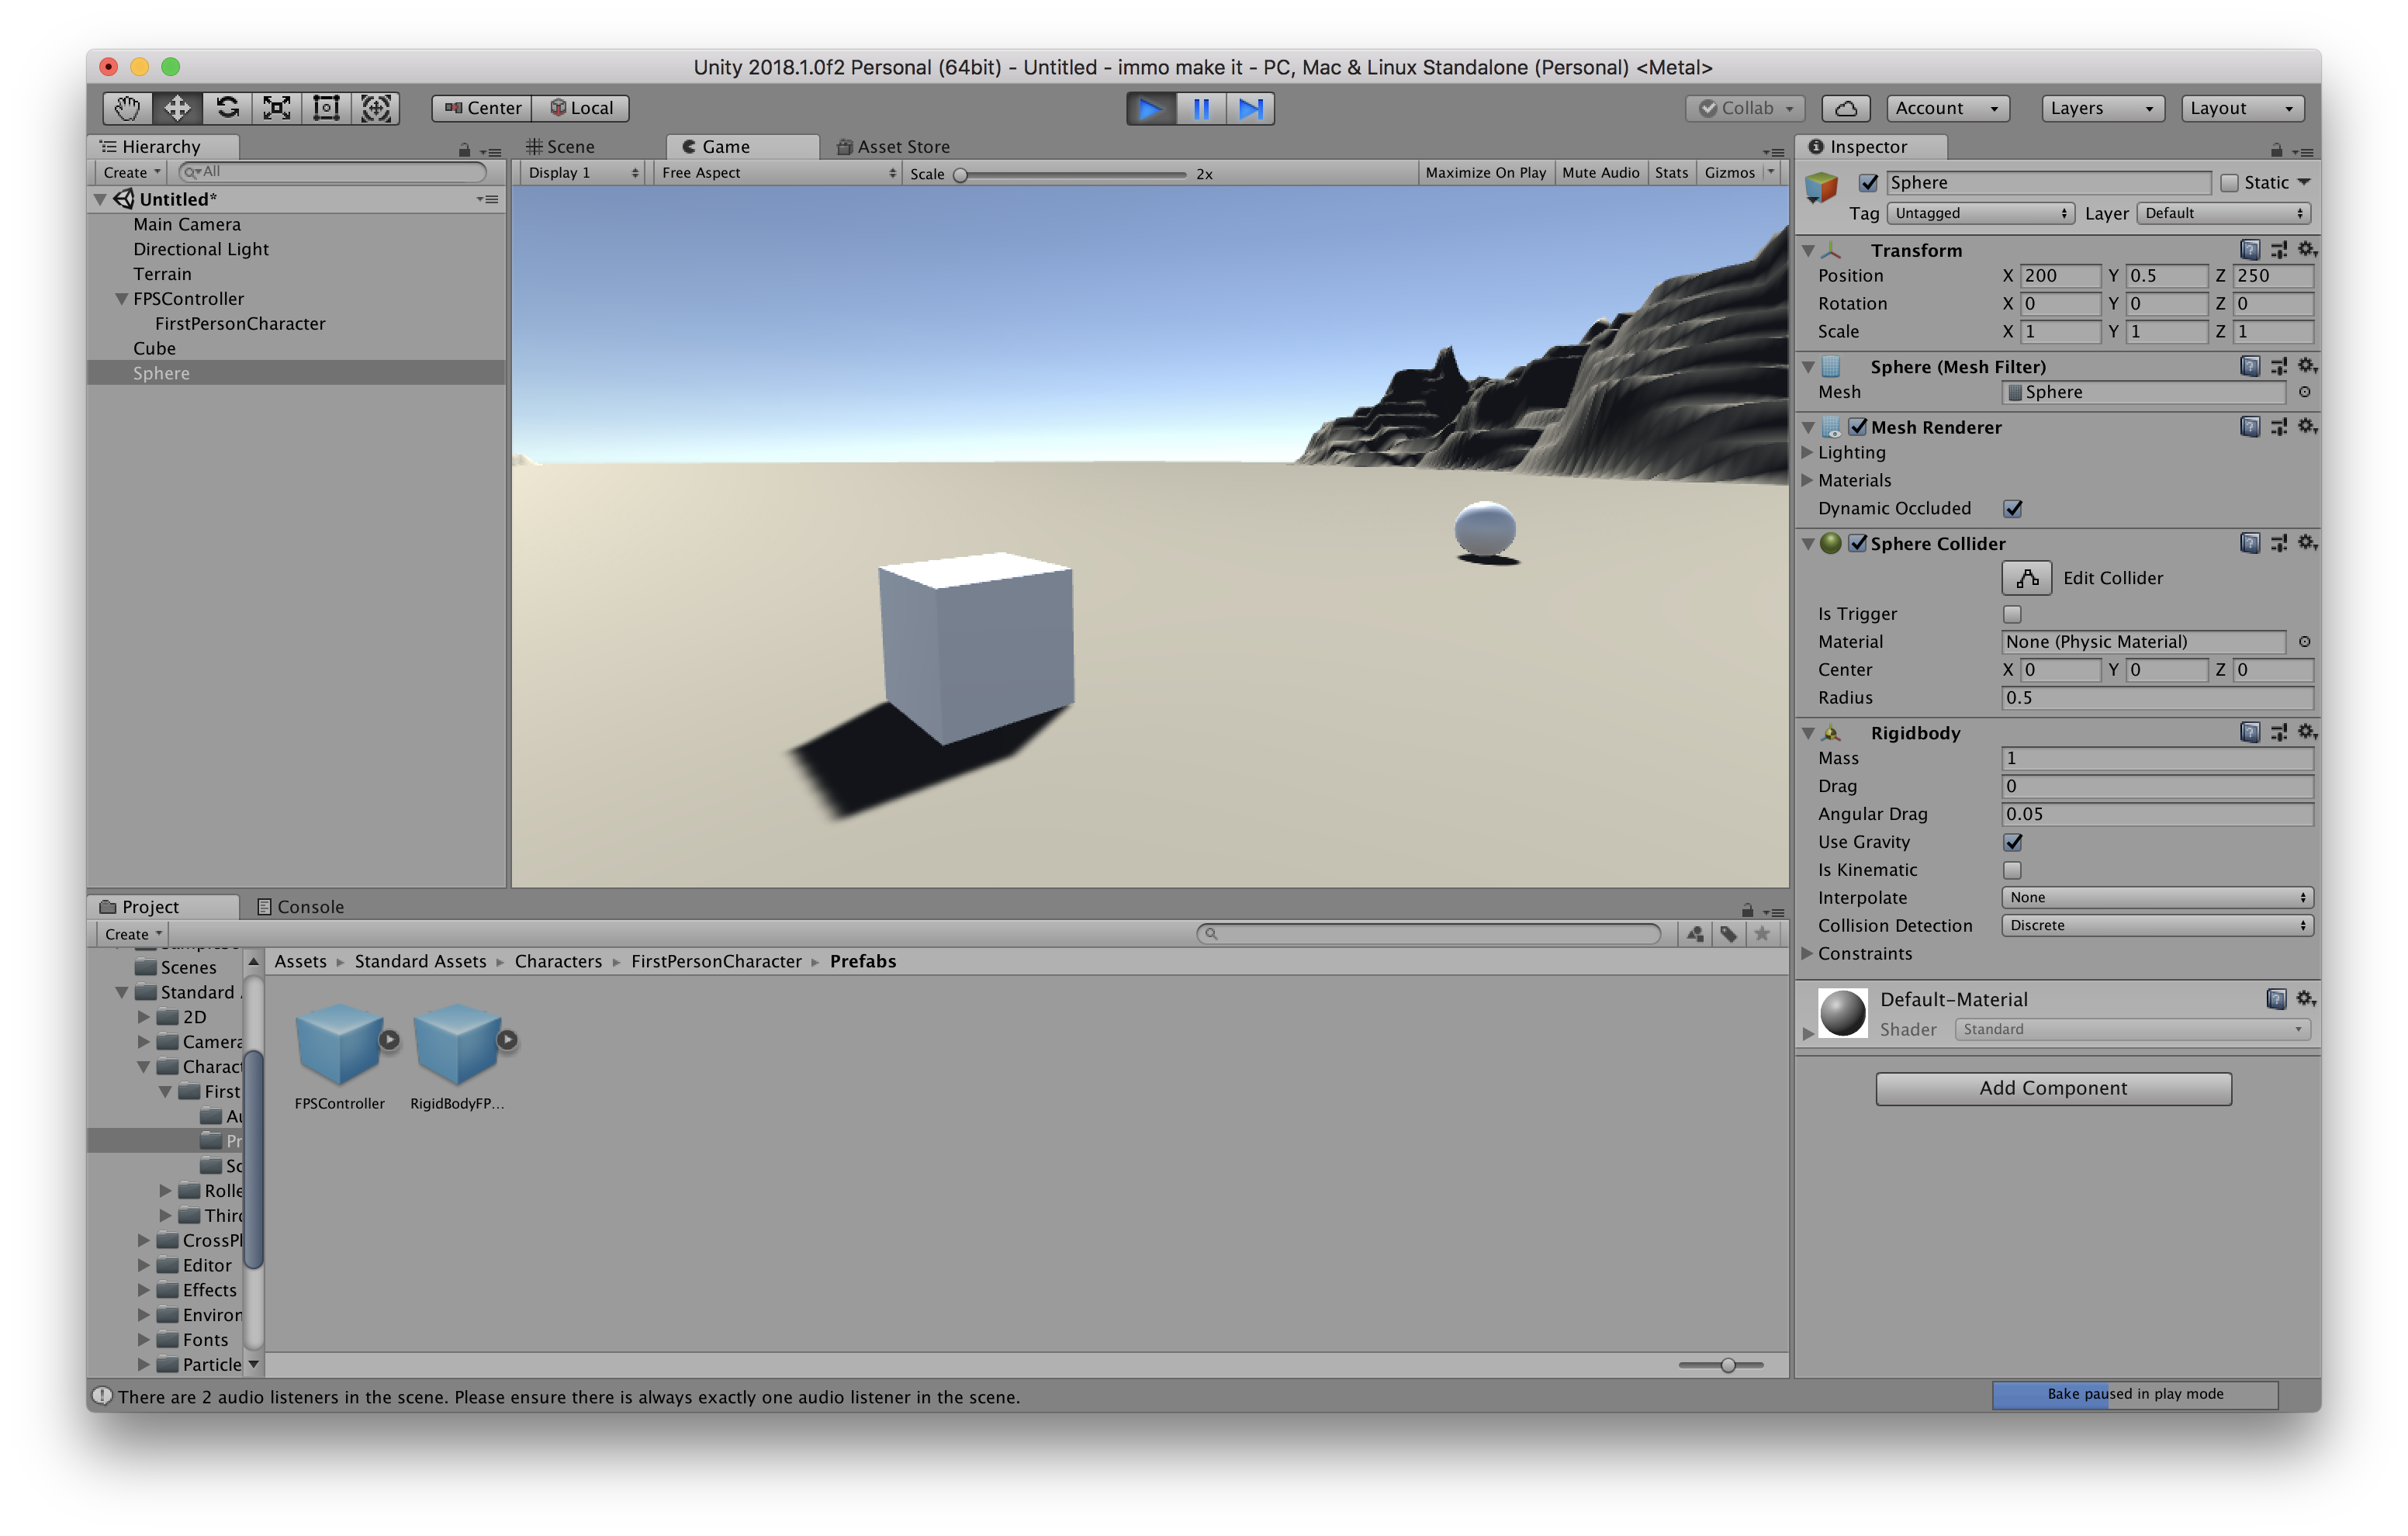 Unity 2018.1.0f2 Personal (64bit) - Untitled - immo make it - PC, Mac & Linux Standalone (Personal) <Metal>
Center Local Collab Account Layers Layout
Hierarchy
Create All
Untitled*
Main Camera
Directional Light
Terrain
FPSController
FirstPersonCharacter
Cube
Sphere
Scene Game Asset Store
Display 1 Free Aspect Scale 2x Maximize On Play Mute Audio Stats Gizmos
Inspector
Sphere Static
Tag Untagged Layer Default
Transform
Position X 200 Y 0.5 Z 250
Rotation X 0 Y 0 Z 0
Scale X 1 Y 1 Z 1
Sphere (Mesh Filter)
Mesh Sphere
Mesh Renderer
Lighting
Materials
Dynamic Occluded
Sphere Collider
Edit Collider
Is Trigger
Material None (Physic Material)
Center X 0 Y 0 Z 0
Radius 0.5
Rigidbody
Mass 1
Drag 0
Angular Drag 0.05
Use Gravity
Is Kinematic
Interpolate None
Collision Detection Discrete
Constraints
Default-Material
Shader Standard
Add Component
Project Console
Create
Scenes
Standard
2D
Camera
Charact
First
Au
Pr
Sc
Rolle
Third
CrossPl
Editor
Effects
Environ
Fonts
Particle
Assets Standard Assets Characters FirstPersonCharacter Prefabs
FPSController RigidBodyFP...
There are 2 audio listeners in the scene. Please ensure there is always exactly one audio listener in the scene.
Bake paused in play mode